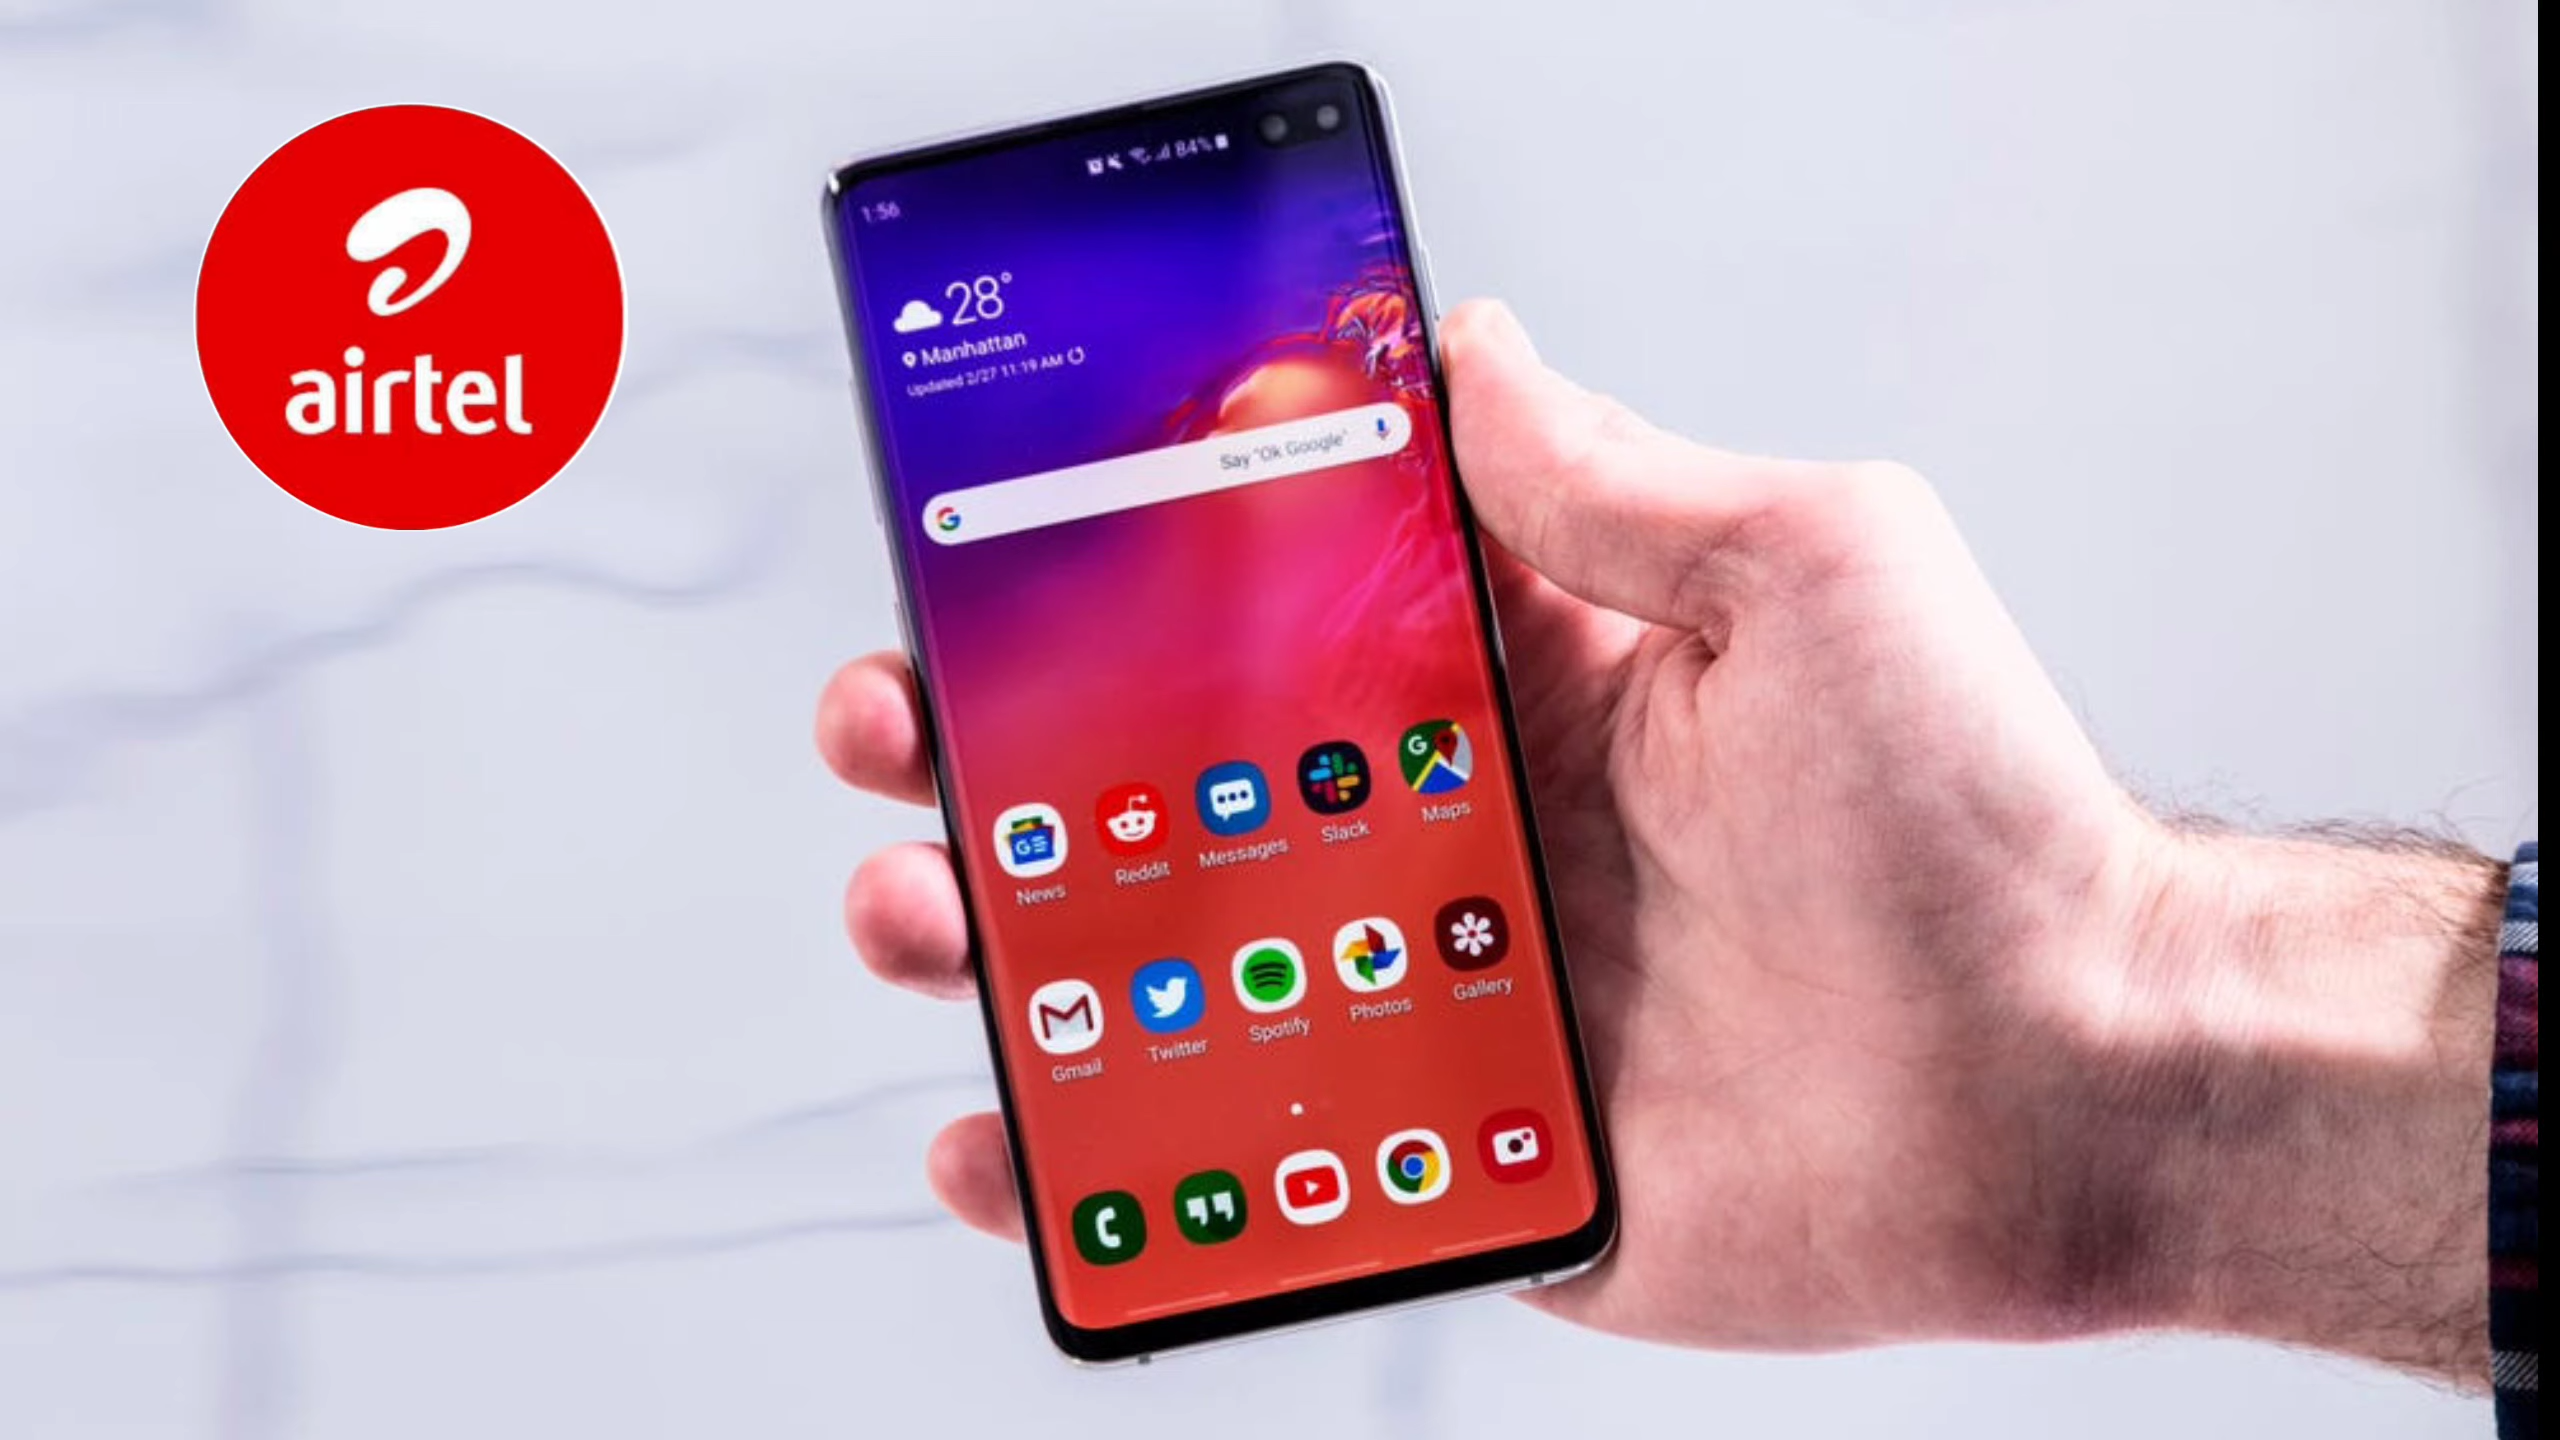 airtel
84%
1:56
28°
Manhattan
Updated 2/27 11:19 AM
Say "Ok Google"
G
News
Reddit
Messages
Slack
Maps
Gmail
Twitter
Spotify
Photos
Gallery